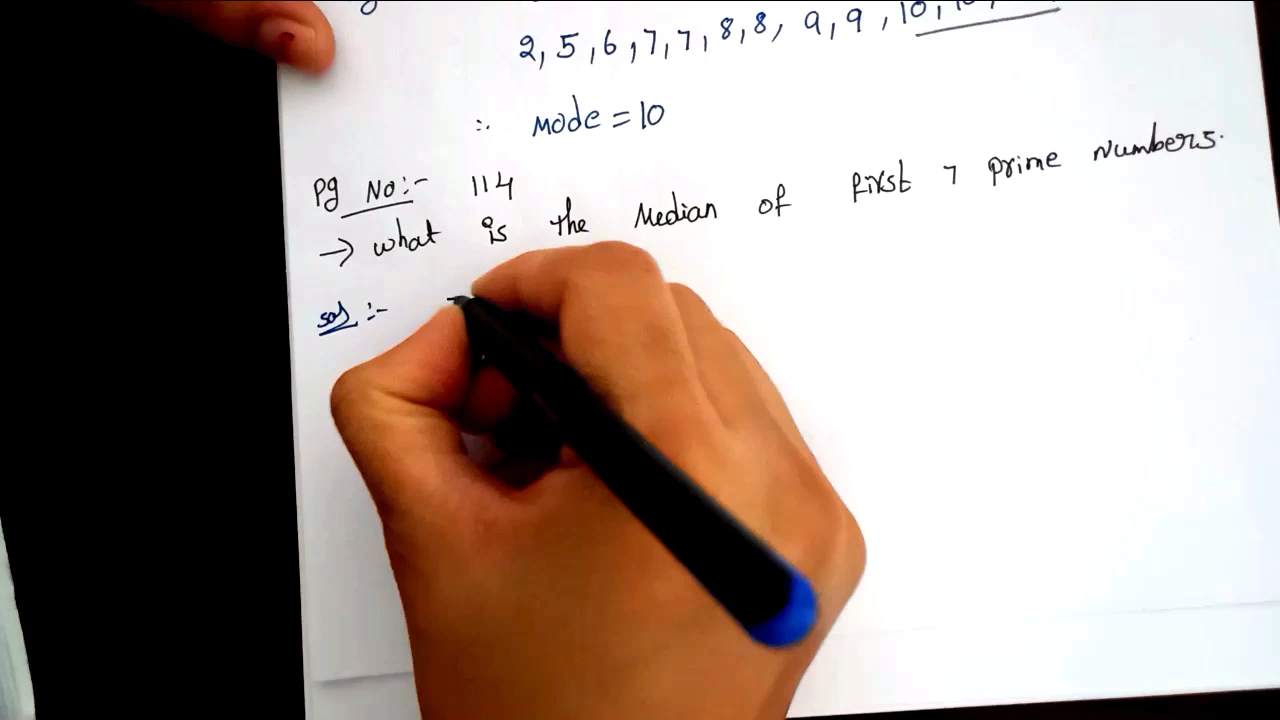 2, 5, 6, 7, 7, 8, 8, 9, 9, 10, 10,
∴ mode = 10
Pg No:- 114
→ what is the Median of first 7 prime Numbers.
sol :-